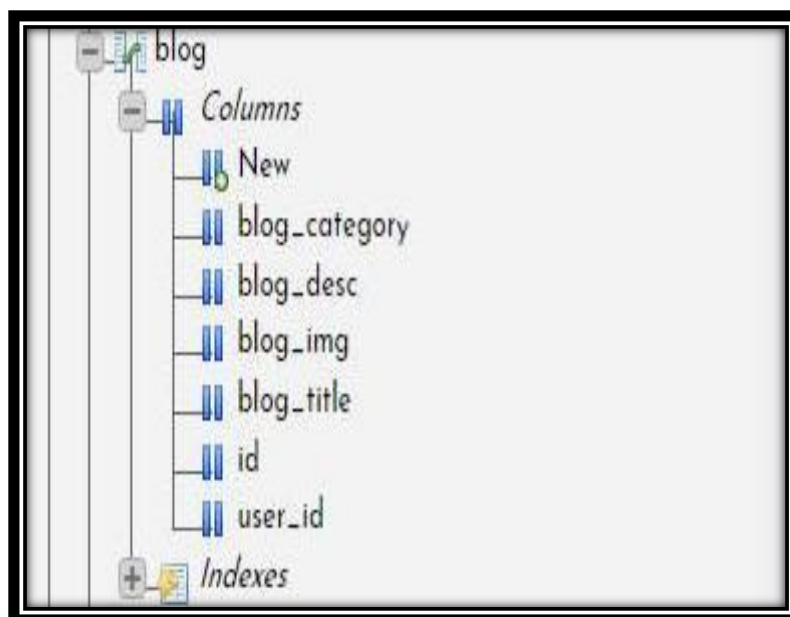 blog
Columns
New
blog_category
blog_desc
blog_img
blog_title
id
user_id
Indexes